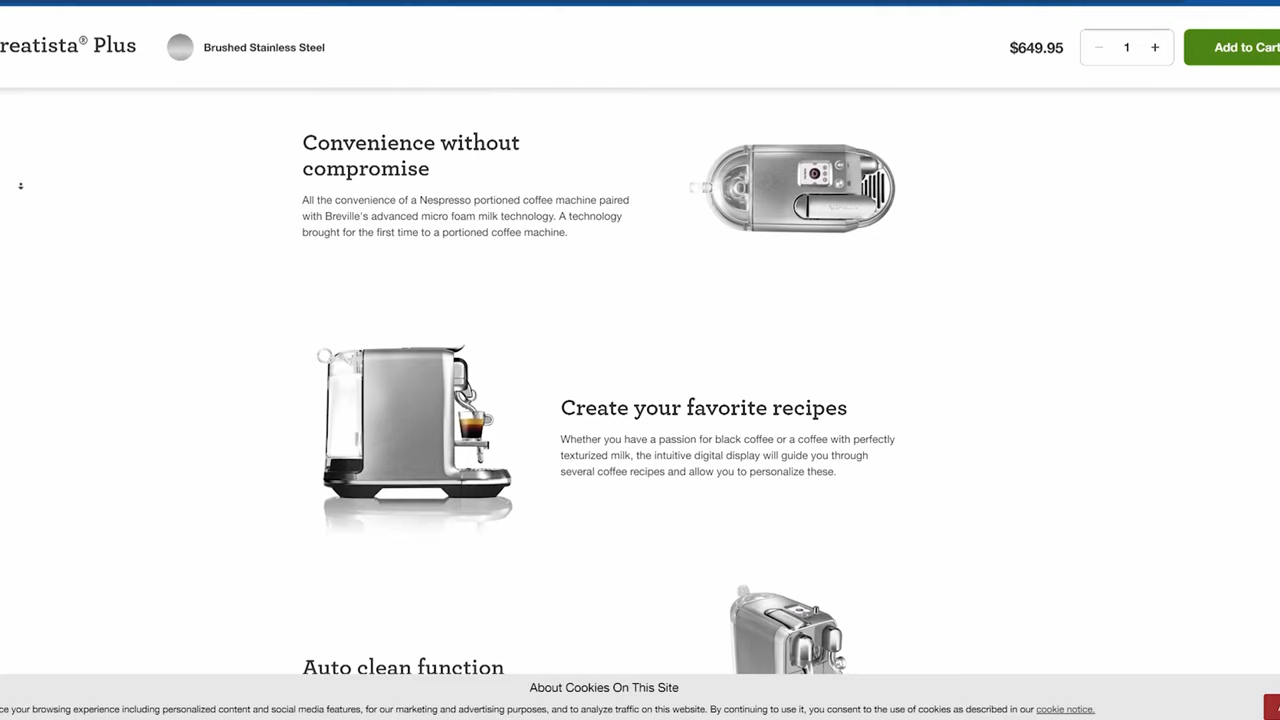 reatista® Plus
Brushed Stainless Steel
$649.95
1
Add to Cart
Convenience without
compromise
All the convenience of a Nespresso portioned coffee machine paired
with Breville's advanced micro foam milk technology. A technology
brought for the first time to a portioned coffee machine.
Create your favorite recipes
Whether you have a passion for black coffee or a coffee with perfectly
texturized milk, the intuitive digital display will guide you through
several coffee recipes and allow you to personalize these.
Auto clean function
About Cookies On This Site
ce your browsing experience including personalized content and social media features, for our marketing and advertising purposes, and to analyze traffic on this website. By continuing to use it, you consent to the use of cookies as described in our cookie notice.